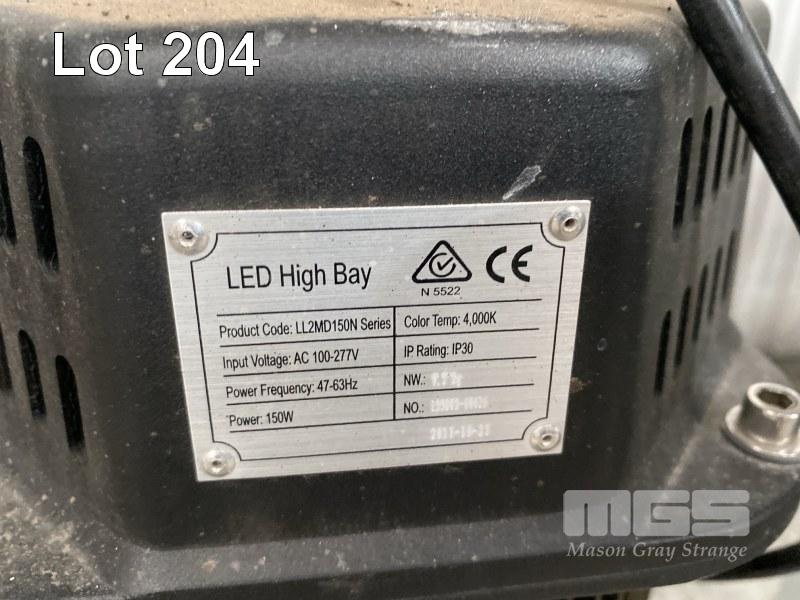 Lot 204
LED High Bay
CE
N 5522
Product Code: LL2MD150N Series
Color Temp: 4,000K
Input Voltage: AC 100-277V
IP Rating: IP30
Power Frequency: 47-63Hz
NW.:
Power: 150W
NO.:
MGS
Mason Gray Strange